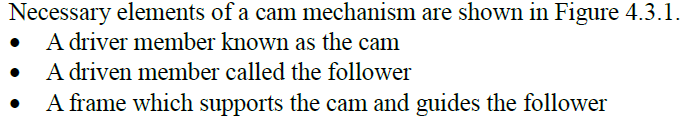 Necessary elements of a cam mechanism are shown in Figure 4.3.1.
• A driver member known as the cam
• A driven member called the follower
• A frame which supports the cam and guides the follower